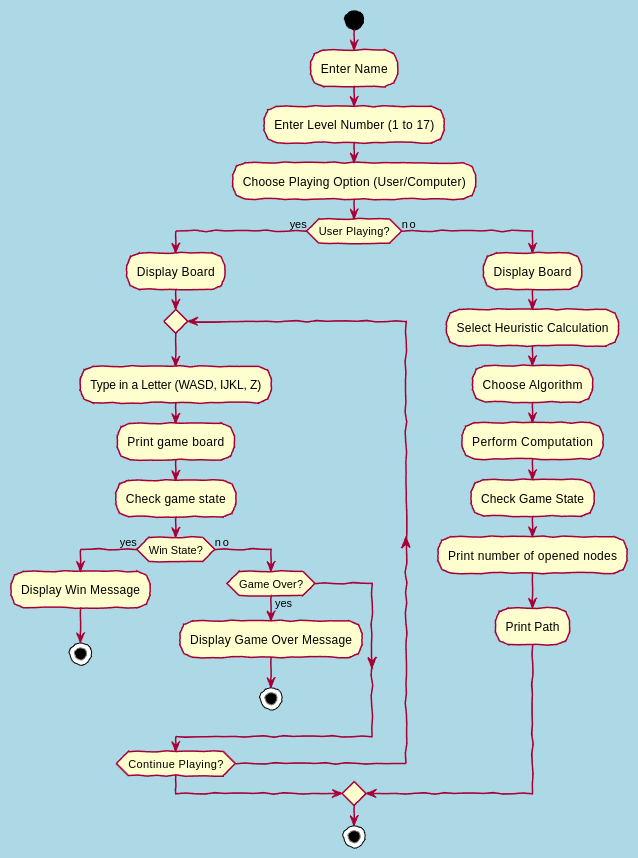 Enter Name
Enter Level Number (1 to 17)
Choose Playing Option (User/Computer)
yes
User Playing?
no
Display Board
Display Board
Select Heuristic Calculation
Type in a Letter (WASD, IJKL, Z)
Choose Algorithm
Print game board
Perform Computation
Check game state
Check Game State
yes
Win State?
no
Print number of opened nodes
Display Win Message
Game Over?
yes
Print Path
Display Game Over Message
Continue Playing?